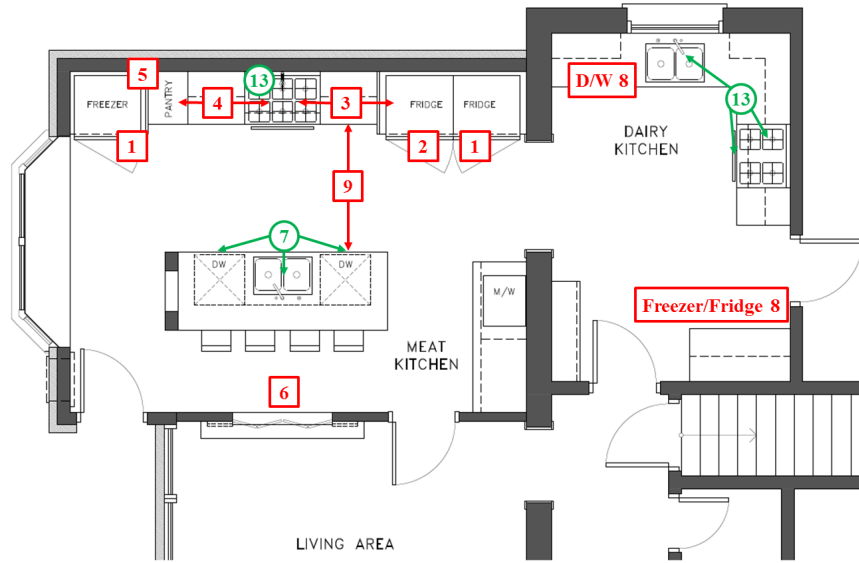 D/W 8
5
13
FREEZER
PANTRY
4
3
FRIDGE
FRIDGE
13
DAIRY
KITCHEN
1
2
1
9
7
DW
DW
M/W
Freezer/Fridge 8
MEAT
KITCHEN
6
LIVING AREA